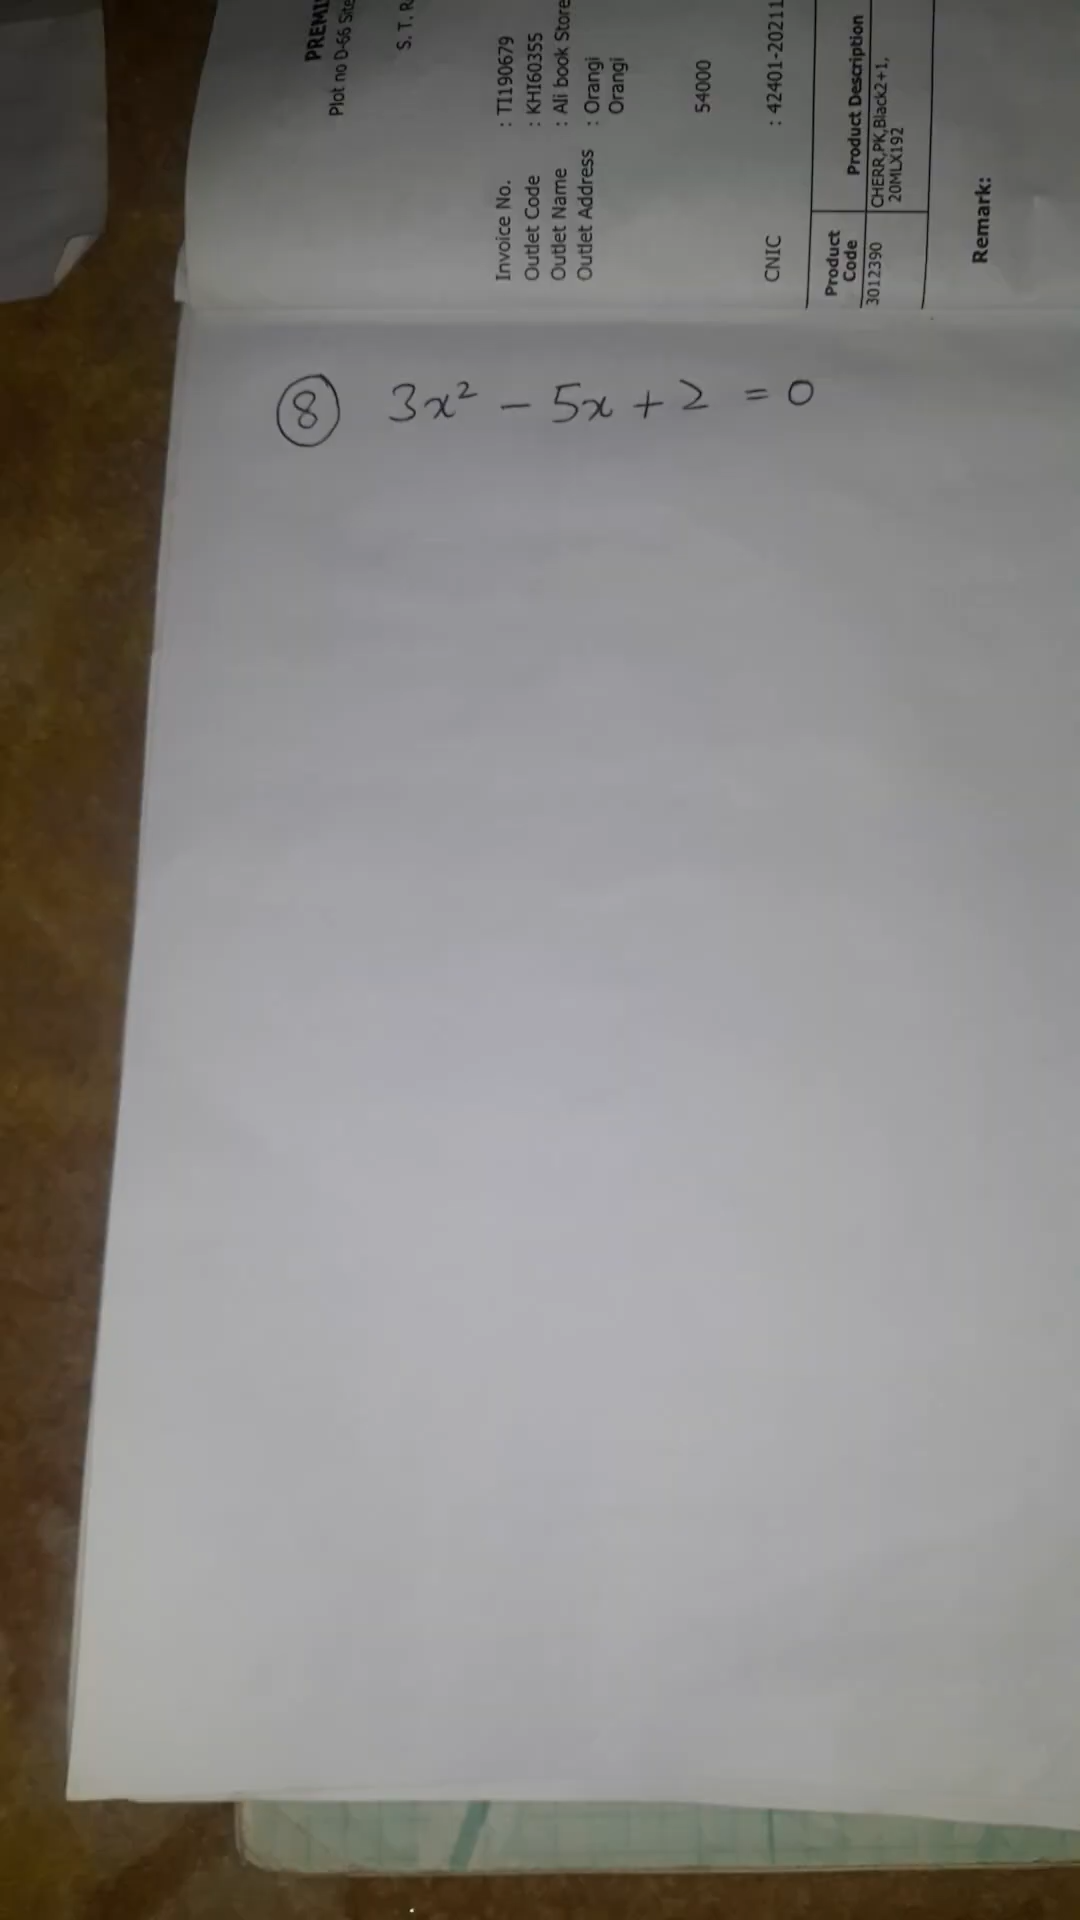 PREMI
Plot no D-66 Site
S. T. R
Invoice No. : TI190679
Outlet Code : KHI60355
Outlet Name : Ali book Store
Outlet Address : Orangi
Orangi
54000
CNIC : 42401-20211
Product Code Product Description
3012390 CHERR,PK,Black2+1,
20MLX192
Remark:
8 3x² - 5x + 2 = 0